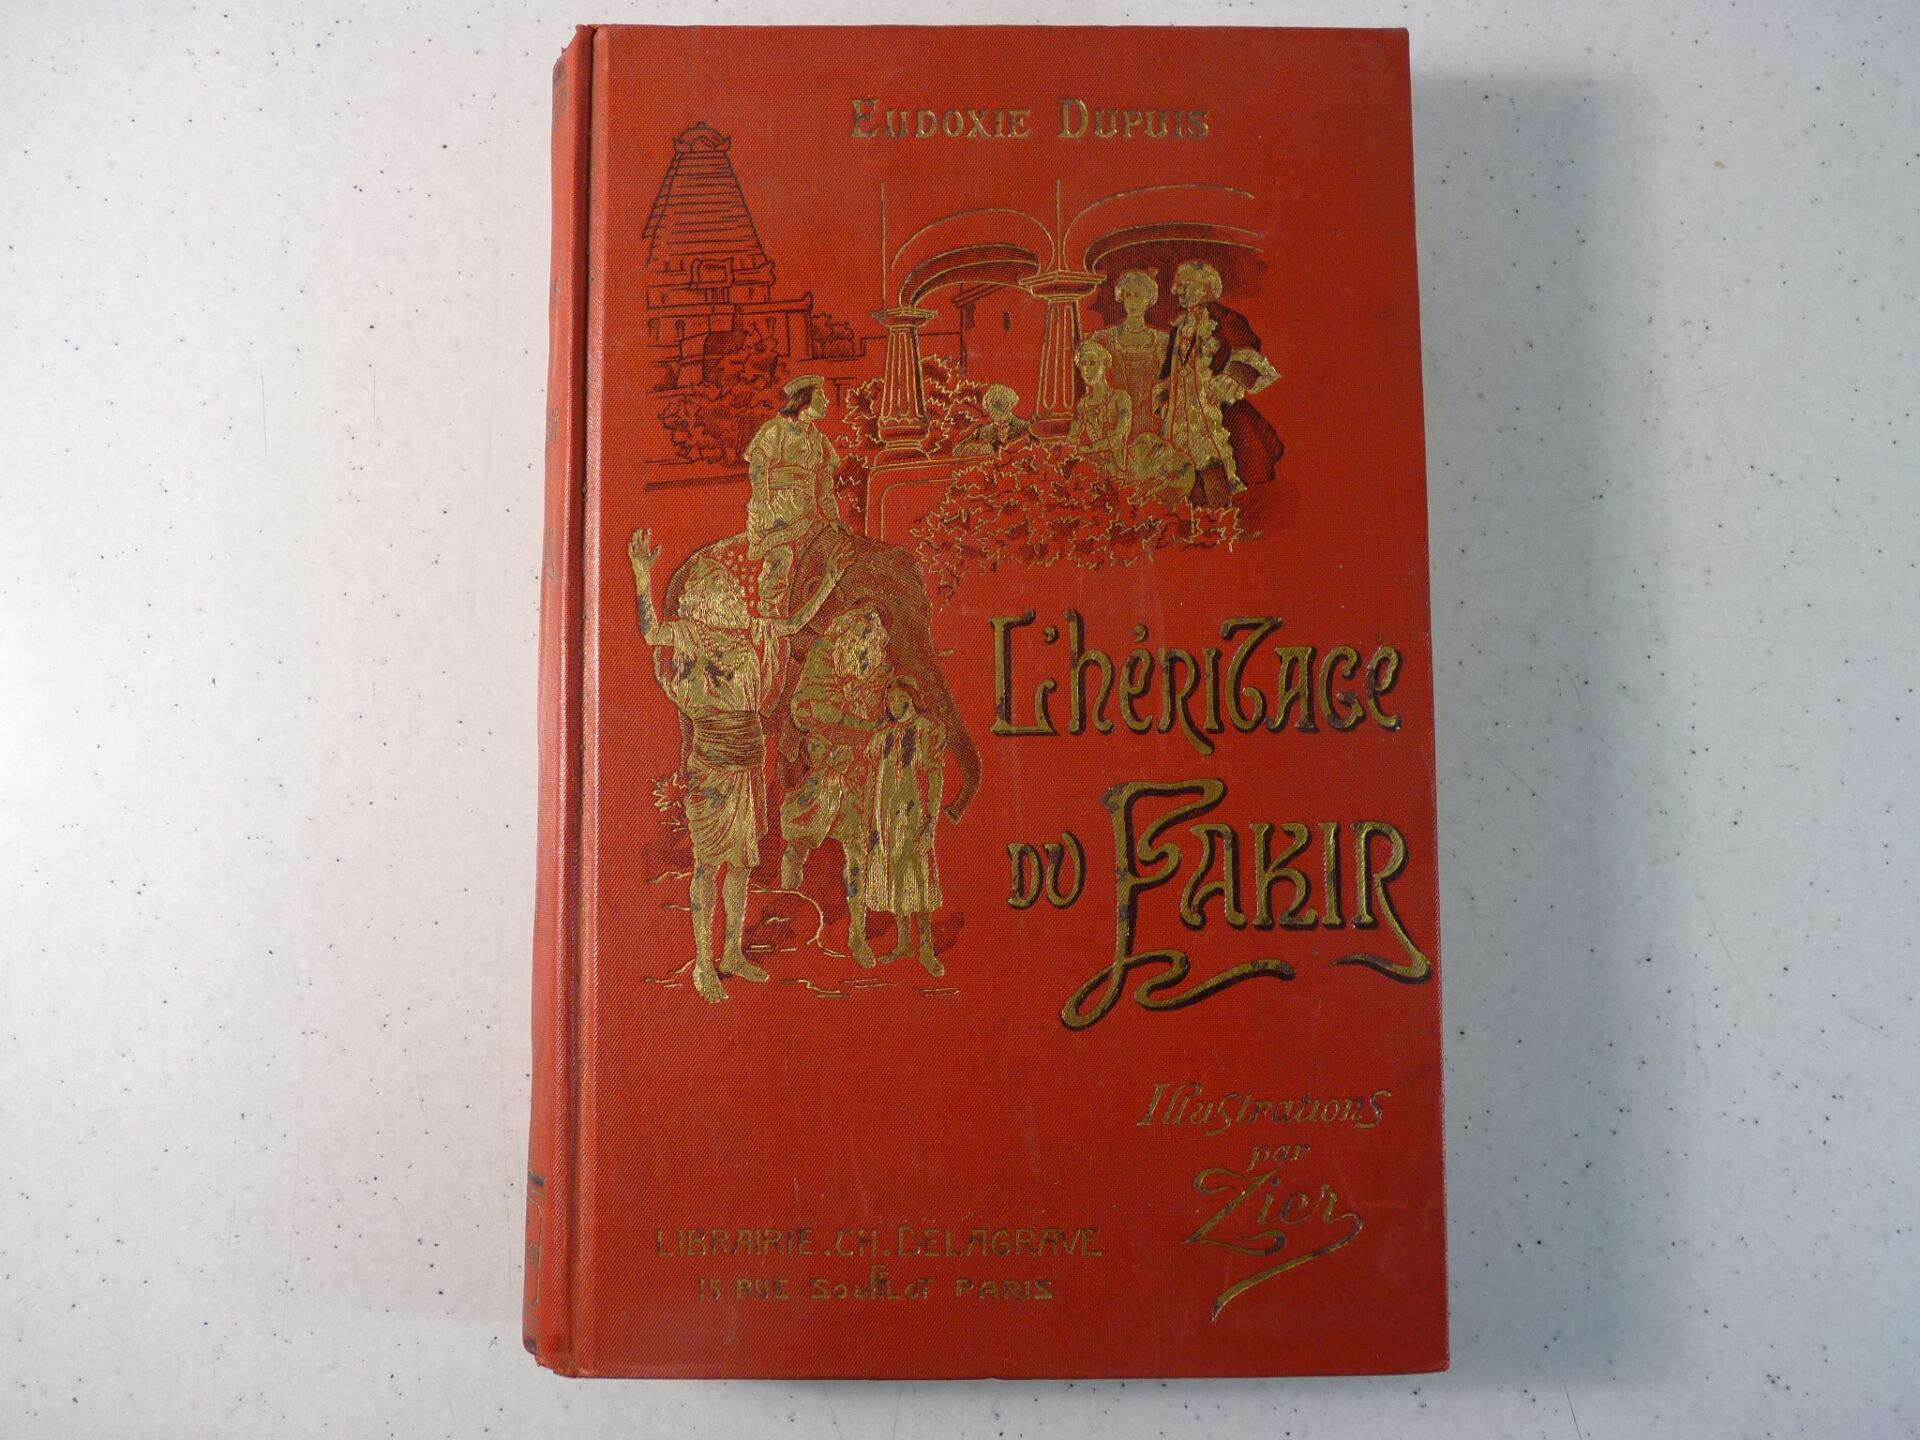 EUDOXIE DUPUIS
L'héRiTAGe
DU FAKIR
Illustrations
par
Zier
LIBRAIRIE.CH.DELAGRAVE
15 RUE SOUFFLOT PARIS